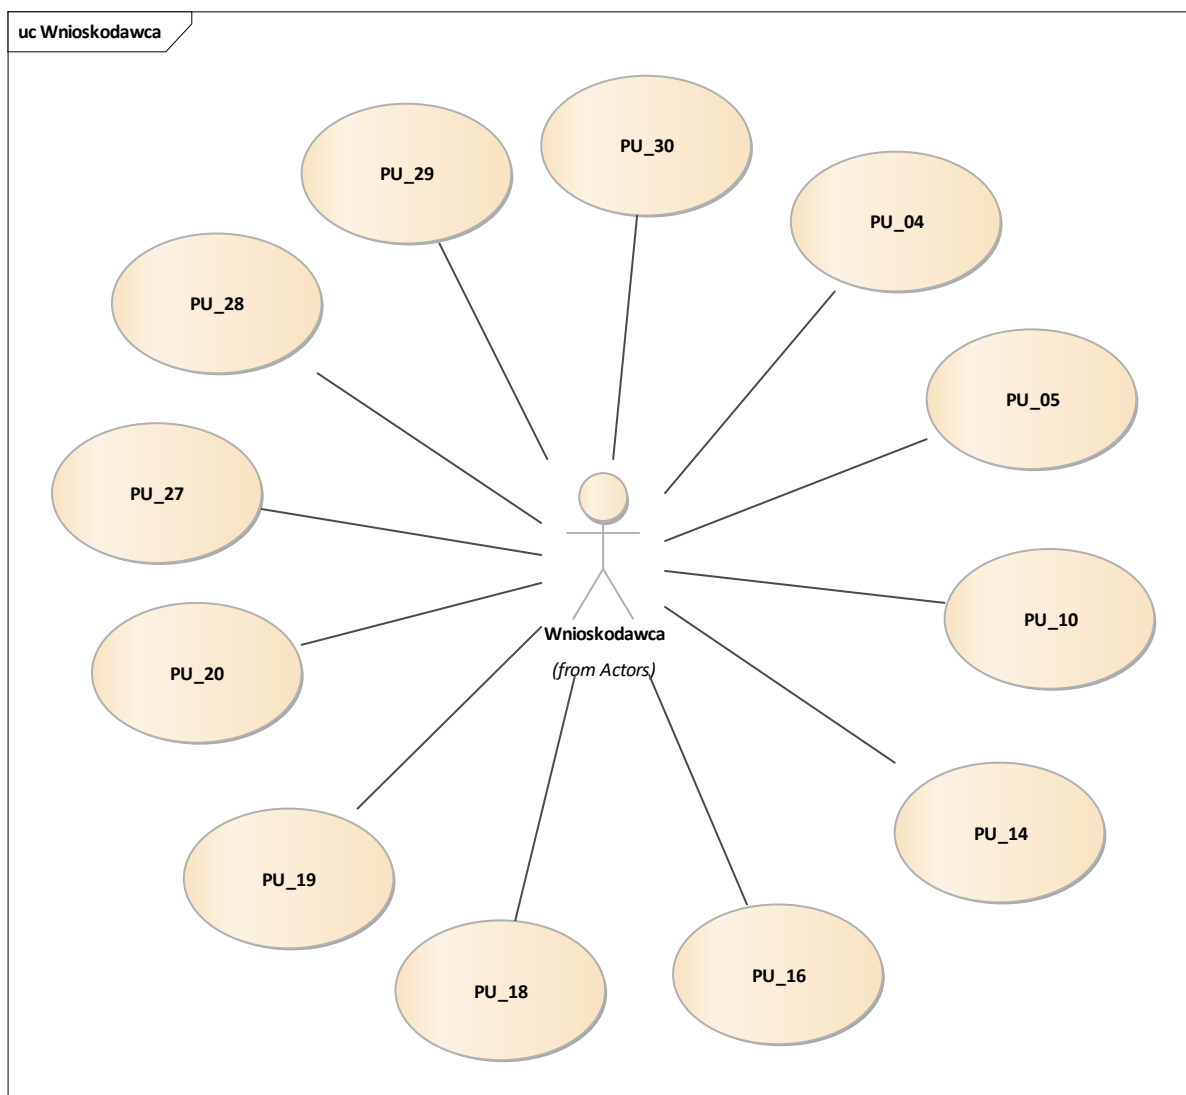 uc Wnioskodawca
PU_30
PU_29
PU_04
PU_28
PU_05
PU_27
PU_10
Wnioskodawca
(from Actors)
PU_20
PU_14
PU_19
PU_16
PU_18